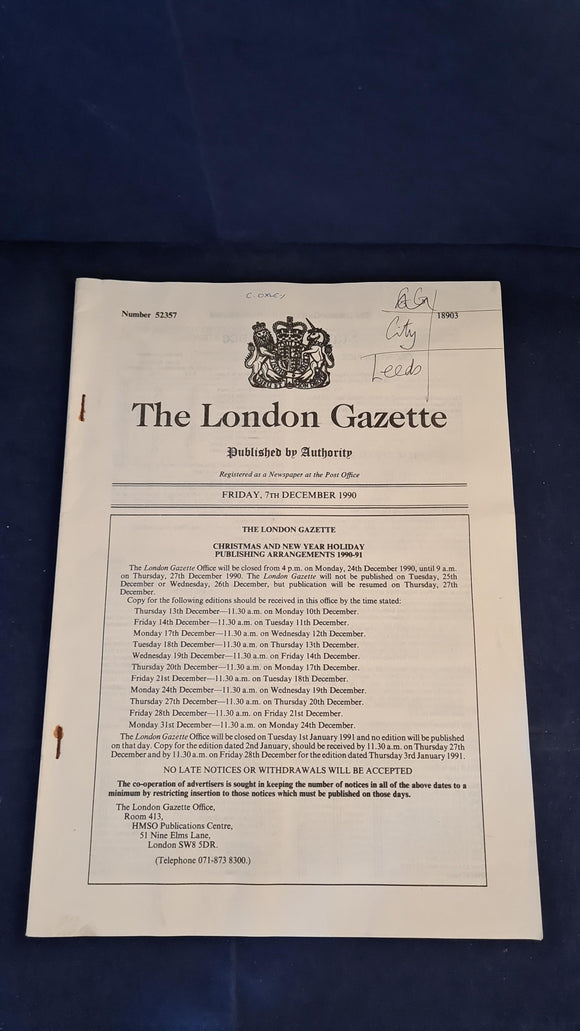 C. OXLEY
Number 52357
18903
City
Leeds
The London Gazette
Published by Authority
Registered as a Newspaper at the Post Office
FRIDAY, 7TH DECEMBER 1990
THE LONDON GAZETTE
CHRISTMAS AND NEW YEAR HOLIDAY
PUBLISHING ARRANGEMENTS 1990-91
The London Gazette Office will be closed from 4 p.m. on Monday, 24th December 1990, until 9 a.m.
on Thursday, 27th December 1990. The London Gazette will not be published on Tuesday, 25th
December or Wednesday, 26th December, but publication will be resumed on Thursday, 27th
December.
Copy for the following editions should be received in this office by the time stated:
Thursday 13th December—11.30 a.m. on Monday 10th December.
Friday 14th December—11.30 a.m. on Tuesday 11th December.
Monday 17th December—11.30 a.m. on Wednesday 12th December.
Tuesday 18th December—11.30 a.m. on Thursday 13th December.
Wednesday 19th December—11.30 a.m. on Friday 14th December.
Thursday 20th December—11.30 a.m. on Monday 17th December.
Friday 21st December—11.30 a.m. on Tuesday 18th December.
Monday 24th December—11.30 a.m. on Wednesday 19th December.
Thursday 27th December—11.30 a.m. on Thursday 20th December.
Friday 28th December—11.30 a.m. on Friday 21st December.
Monday 31st December—11.30 a.m. on Monday 24th December.
The London Gazette Office will be closed on Tuesday 1st January 1991 and no edition will be published
on that day. Copy for the edition dated 2nd January, should be received by 11.30 a.m. on Thursday 27th
December and by 11.30 a.m. on Friday 28th December for the edition dated Thursday 3rd January 1991.
NO LATE NOTICES OR WITHDRAWALS WILL BE ACCEPTED
The co-operation of advertisers is sought in keeping the number of notices in all of the above dates to a
minimum by restricting insertion to those notices which must be published on those days.
The London Gazette Office,
Room 413,
HMSO Publications Centre,
51 Nine Elms Lane,
London SW8 5DR.
(Telephone 071-873 8300.)